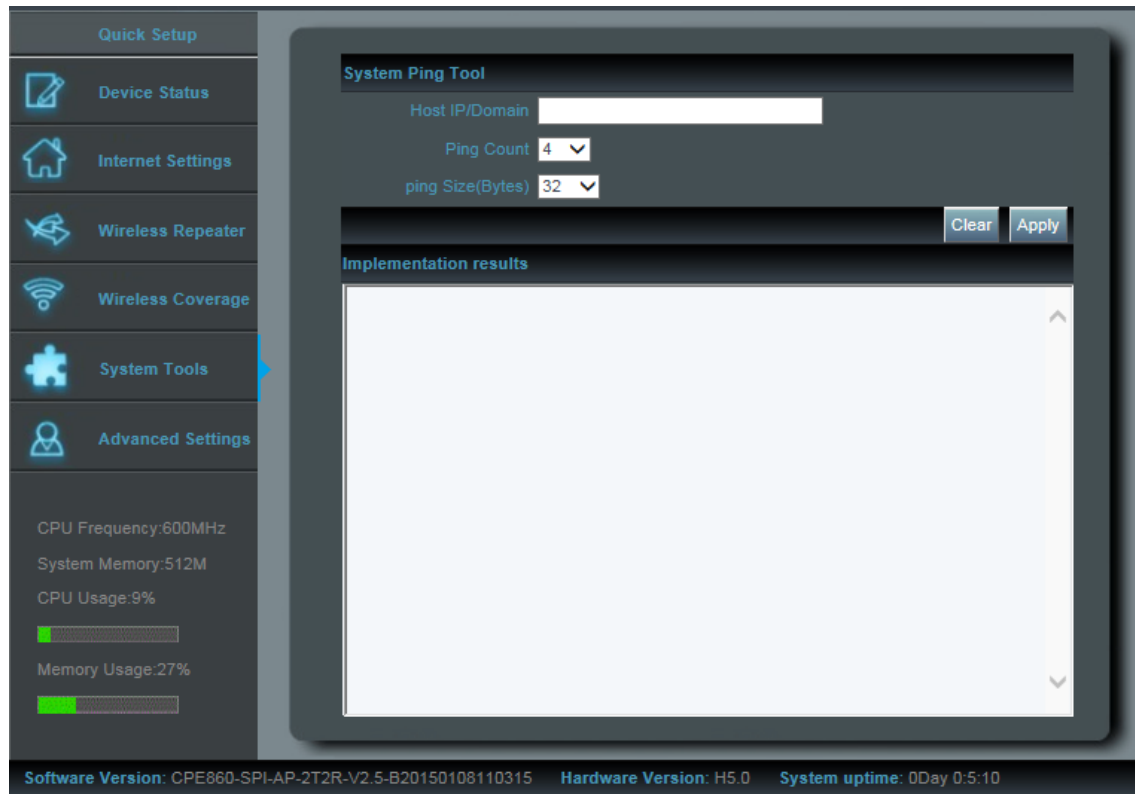 Quick Setup
Device Status
Internet Settings
Wireless Repeater
Wireless Coverage
System Tools
Advanced Settings
CPU Frequency:600MHz
System Memory:512M
CPU Usage:9%
Memory Usage:27%
System Ping Tool
Host IP/Domain
Ping Count 4
ping Size(Bytes) 32
Clear Apply
Implementation results
Software Version: CPE860-SPI-AP-2T2R-V2.5-B20150108110315 Hardware Version: H5.0 System uptime: 0Day 0:5:10